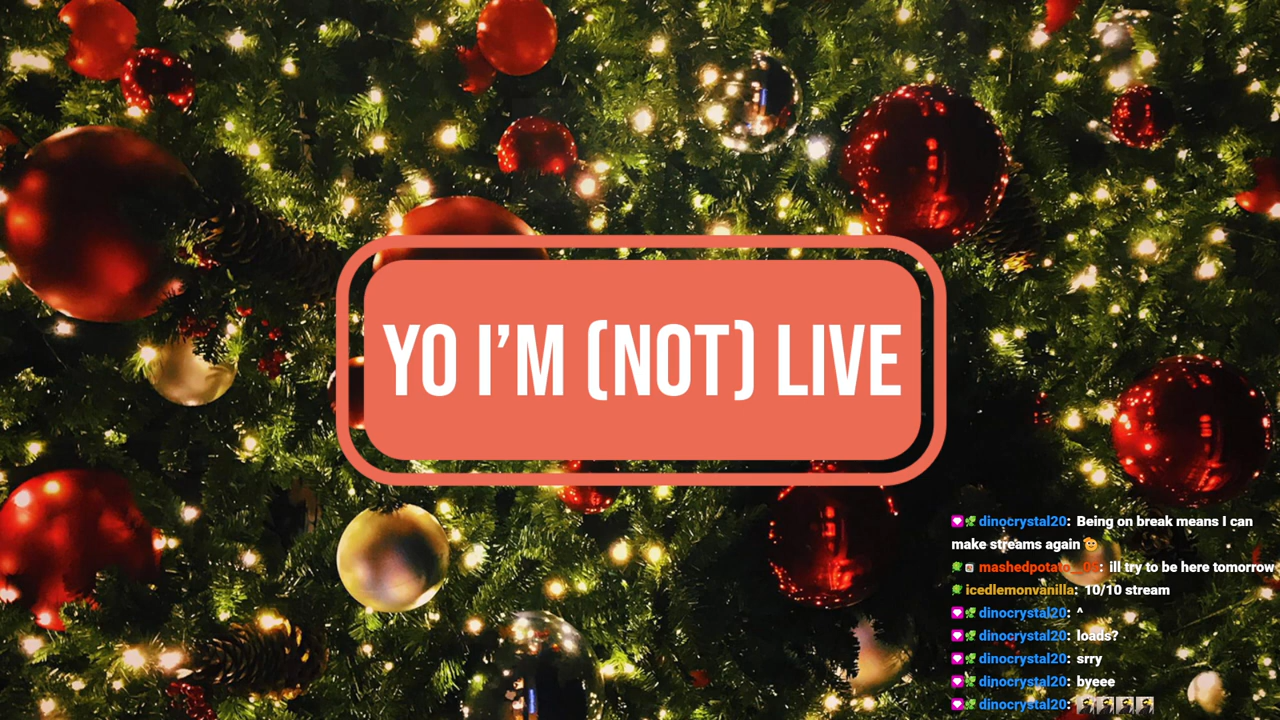 YO I'M (NOT) LIVE
dinocrystal20: Being on break means I can
make streams again
: ill try to be here tomorrow
icedlemonvanilla: 10/10 stream
dinocrystal20: ^
dinocrystal20: loads?
dinocrystal20: srry
dinocrystal20: byeee
dinocrystal20: